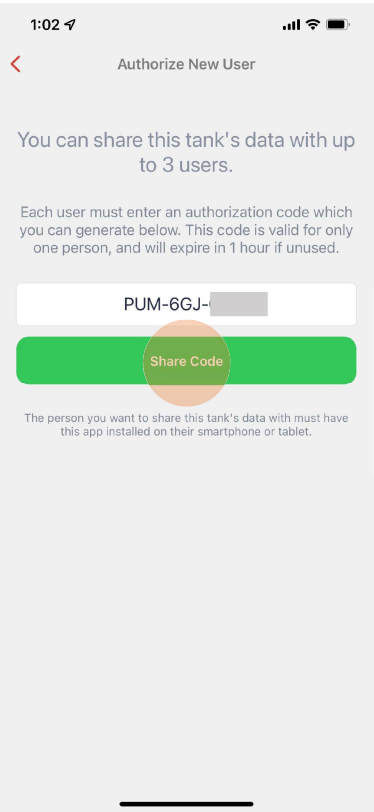 1:02
Authorize New User
You can share this tank's data with up
to 3 users.
Each user must enter an authorization code which
you can generate below. This code is valid for only
one person, and will expire in 1 hour if unused.
PUM-6GJ-
Share Code
The person you want to share this tank's data with must have
this app installed on their smartphone or tablet.